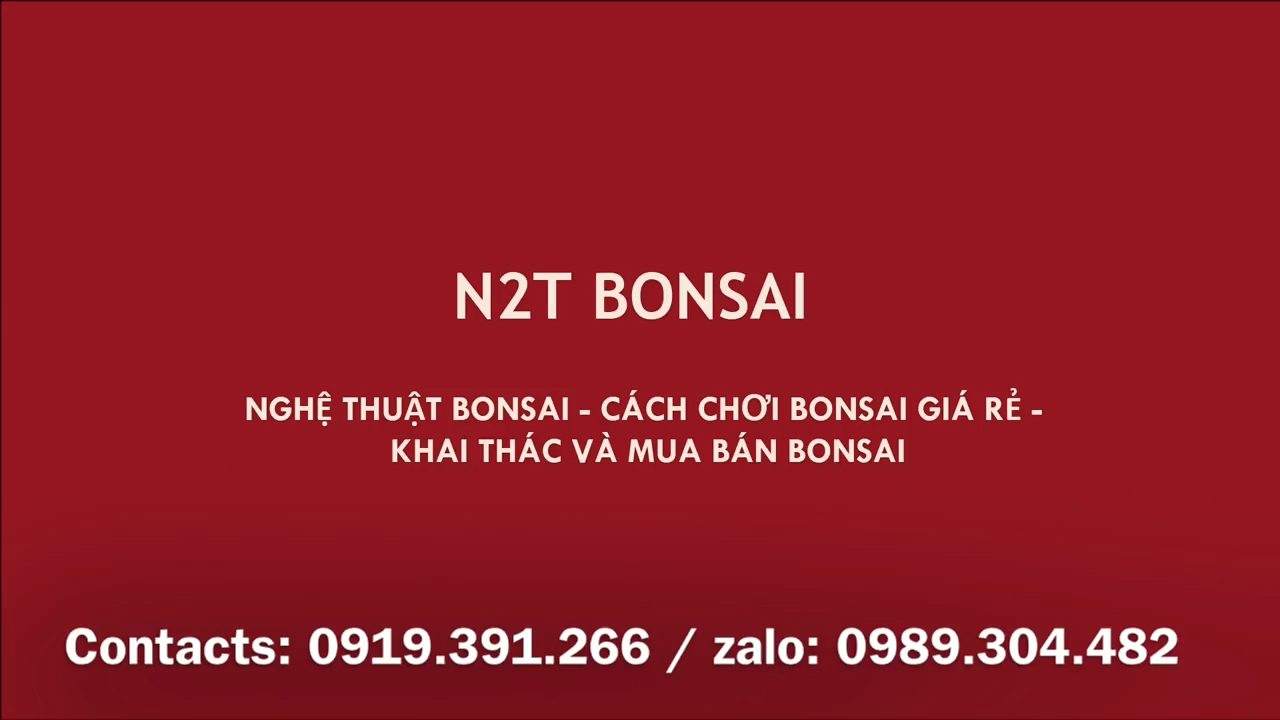 N2T BONSAI
NGHỆ THUẬT BONSAI - CÁCH CHƠI BONSAI GIÁ RẺ -
KHAI THÁC VÀ MUA BÁN BONSAI
Contacts: 0919.391.266 / zalo: 0989.304.482